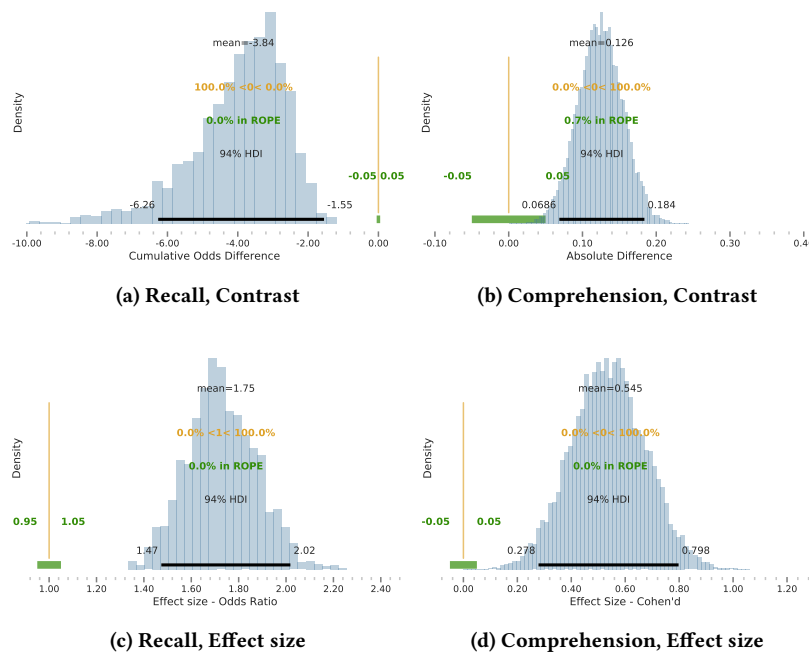 mean=-3.84
100.0% <0< 0.0%
0.0% in ROPE
94% HDI
-0.05 0.05
-6.26
-1.55
Density
-10.00 -8.00 -6.00 -4.00 -2.00 0.00
Cumulative Odds Difference
(a) Recall, Contrast
mean=0.126
0.0% <0< 100.0%
0.7% in ROPE
94% HDI
-0.05 0.05
0.0686
0.184
Density
-0.10 0.00 0.10 0.20 0.30 0.40
Absolute Difference
(b) Comprehension, Contrast
mean=1.75
0.0% <1< 100.0%
0.0% in ROPE
94% HDI
0.95 1.05
1.47
2.02
Density
1.00 1.20 1.40 1.60 1.80 2.00 2.20 2.40
Effect size - Odds Ratio
(c) Recall, Effect size
mean=0.545
0.0% <0< 100.0%
0.0% in ROPE
94% HDI
-0.05 0.05
0.278
0.798
Density
0.00 0.20 0.40 0.60 0.80 1.00 1.20
Effect Size - Cohen'd
(d) Comprehension, Effect size